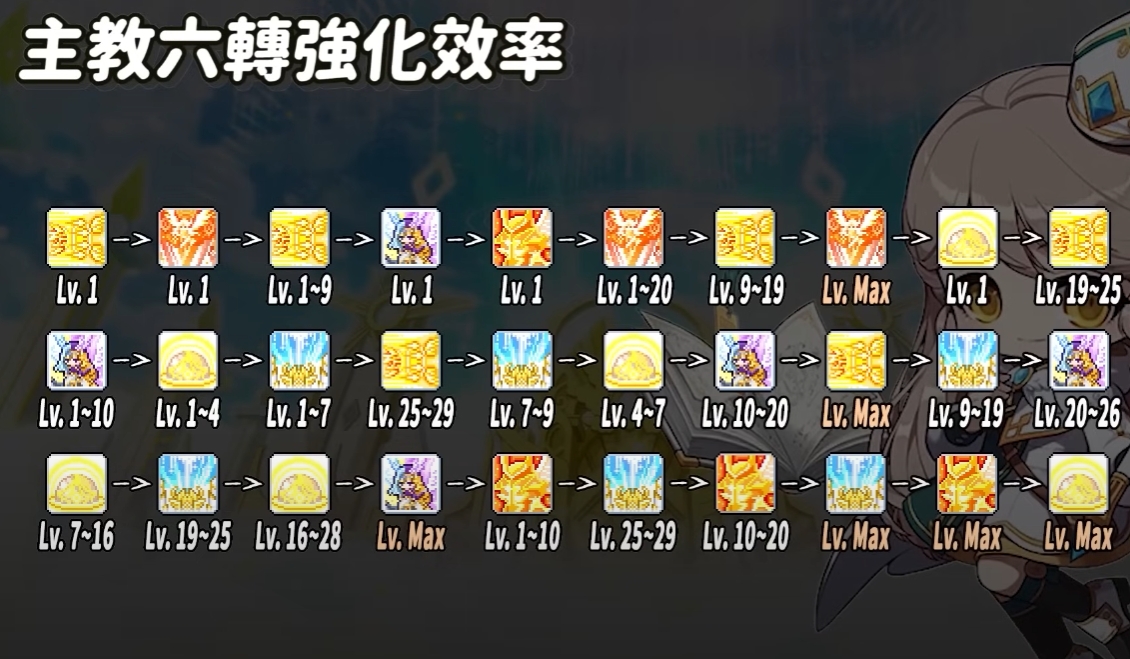 主教六轉強化效率
Lv. 1 Lv. 1 Lv. 1~9 Lv. 1 Lv. 1 Lv. 1~20 Lv. 9~19 Lv. Max Lv. 1 Lv. 19~25
Lv. 1~10 Lv. 1~4 Lv. 1~7 Lv. 25~29 Lv. 7~9 Lv. 4~7 Lv. 10~20 Lv. Max Lv. 9~19 Lv. 20~26
Lv. 7~16 Lv. 19~25 Lv. 16~28 Lv. Max Lv. 1~10 Lv. 25~29 Lv. 10~20 Lv. Max Lv. Max Lv. Max